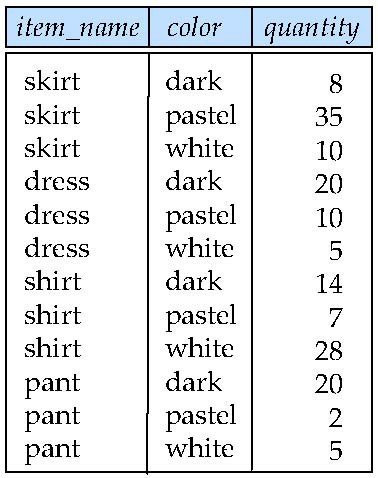 item_name color quantity
skirt dark 8
skirt pastel 35
skirt white 10
dress dark 20
dress pastel 10
dress white 5
shirt dark 14
shirt pastel 7
shirt white 28
pant dark 20
pant pastel 2
pant white 5